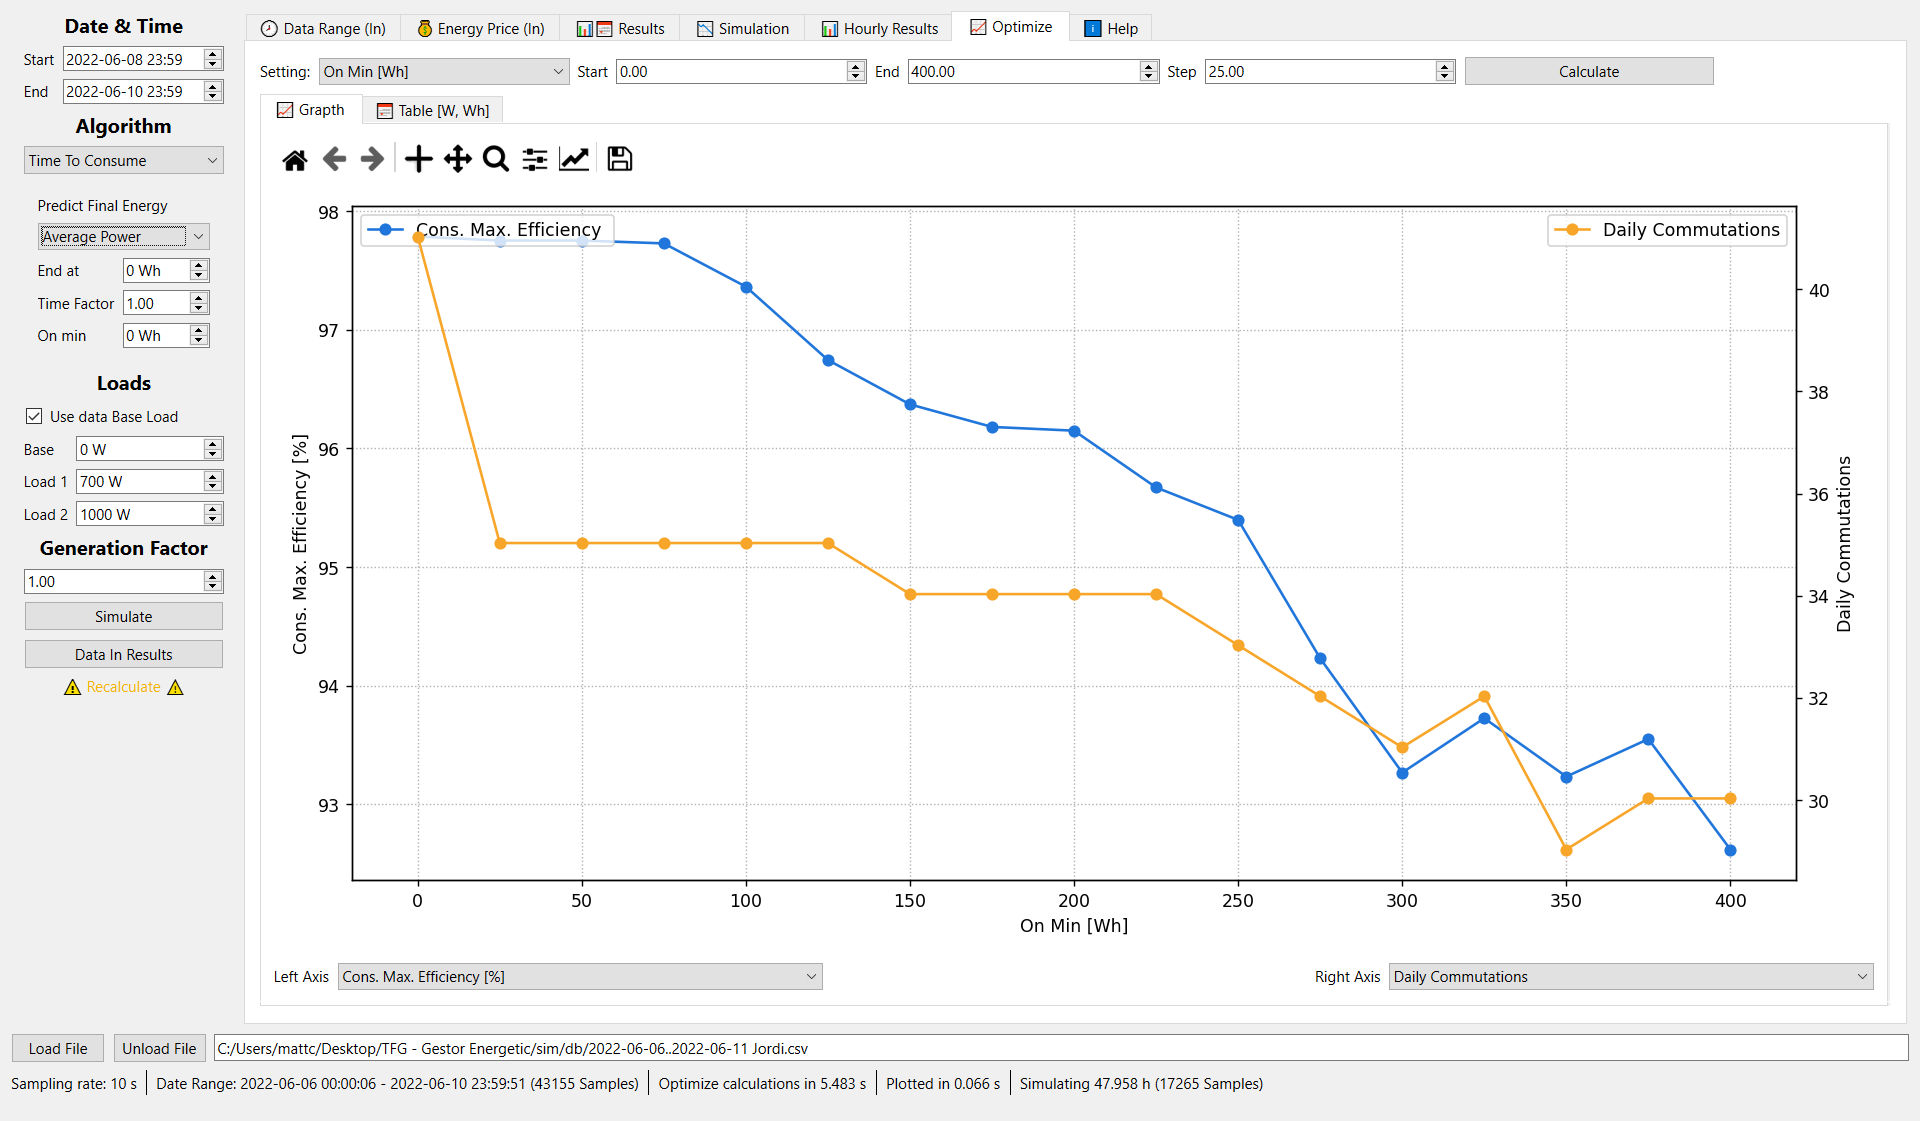 Date & Time
Start 2022-06-08 23:59
End 2022-06-10 23:59
Algorithm
Time To Consume
Predict Final Energy
Average Power
End at 0 Wh
Time Factor 1.00
On min 0 Wh
Loads
Use data Base Load
Base 0 W
Load 1 700 W
Load 2 1000 W
Generation Factor
1.00
Simulate
Data In Results
Recalculate
Data Range (In) Energy Price (In) Results Simulation Hourly Results Optimize Help
Setting: On Min [Wh] Start 0.00 End 400.00 Step 25.00 Calculate
Grapth Table [W, Wh]
Cons. Max. Efficiency
Daily Commutations
98
97
96
95
94
93
Cons. Max. Efficiency [%]
40
38
36
34
32
30
Daily Commutations
0 50 100 150 200 250 300 350 400
On Min [Wh]
Left Axis Cons. Max. Efficiency [%] Right Axis Daily Commutations
Load File Unload File C:/Users/mattc/Desktop/TFG - Gestor Energetic/sim/db/2022-06-06..2022-06-11 Jordi.csv
Sampling rate: 10 s Date Range: 2022-06-06 00:00:06 - 2022-06-10 23:59:51 (43155 Samples) Optimize calculations in 5.483 s Plotted in 0.066 s Simulating 47.958 h (17265 Samples)